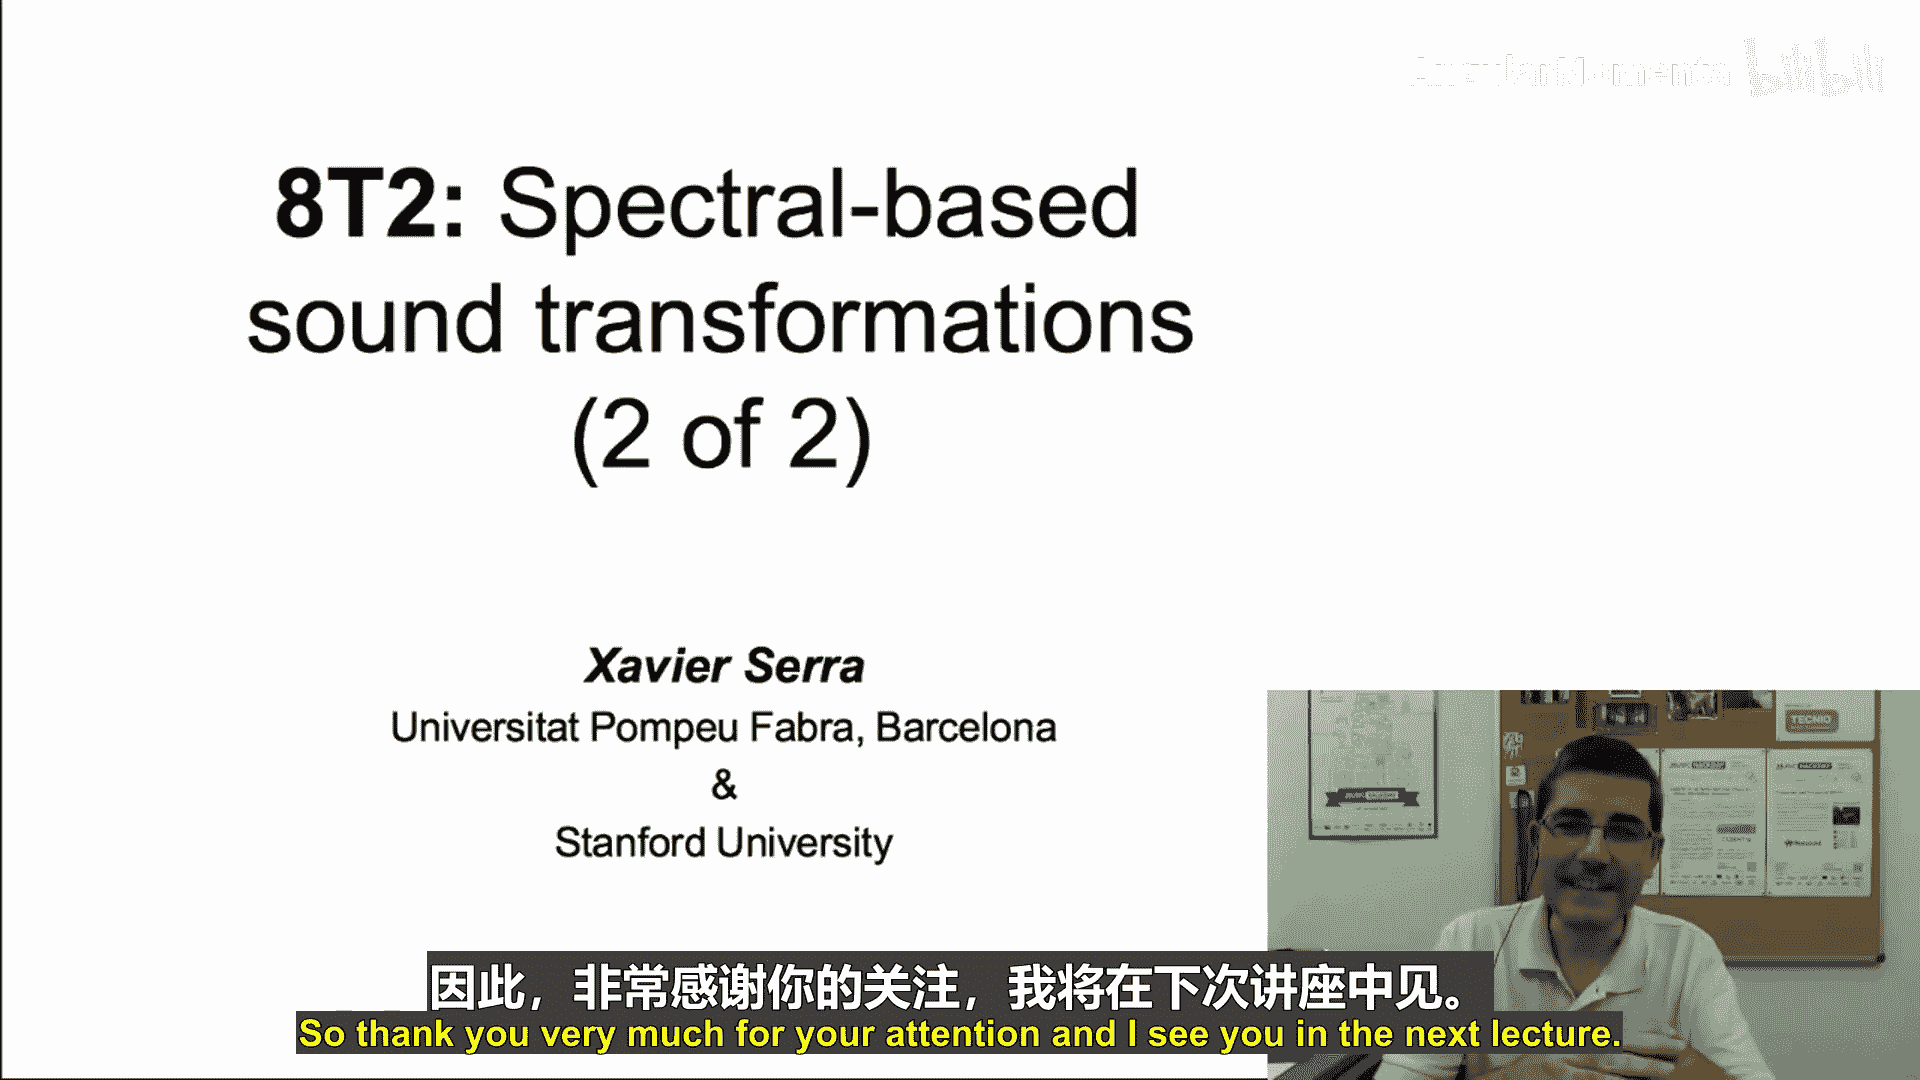 bilibili
8T2: Spectral-based
sound transformations
(2 of 2)
Xavier Serra
Universitat Pompeu Fabra, Barcelona
&
Stanford University
TECNIO
因此，非常感谢你的关注，我将在下次讲座中见。
So thank you very much for your attention and I see you in the next lecture.